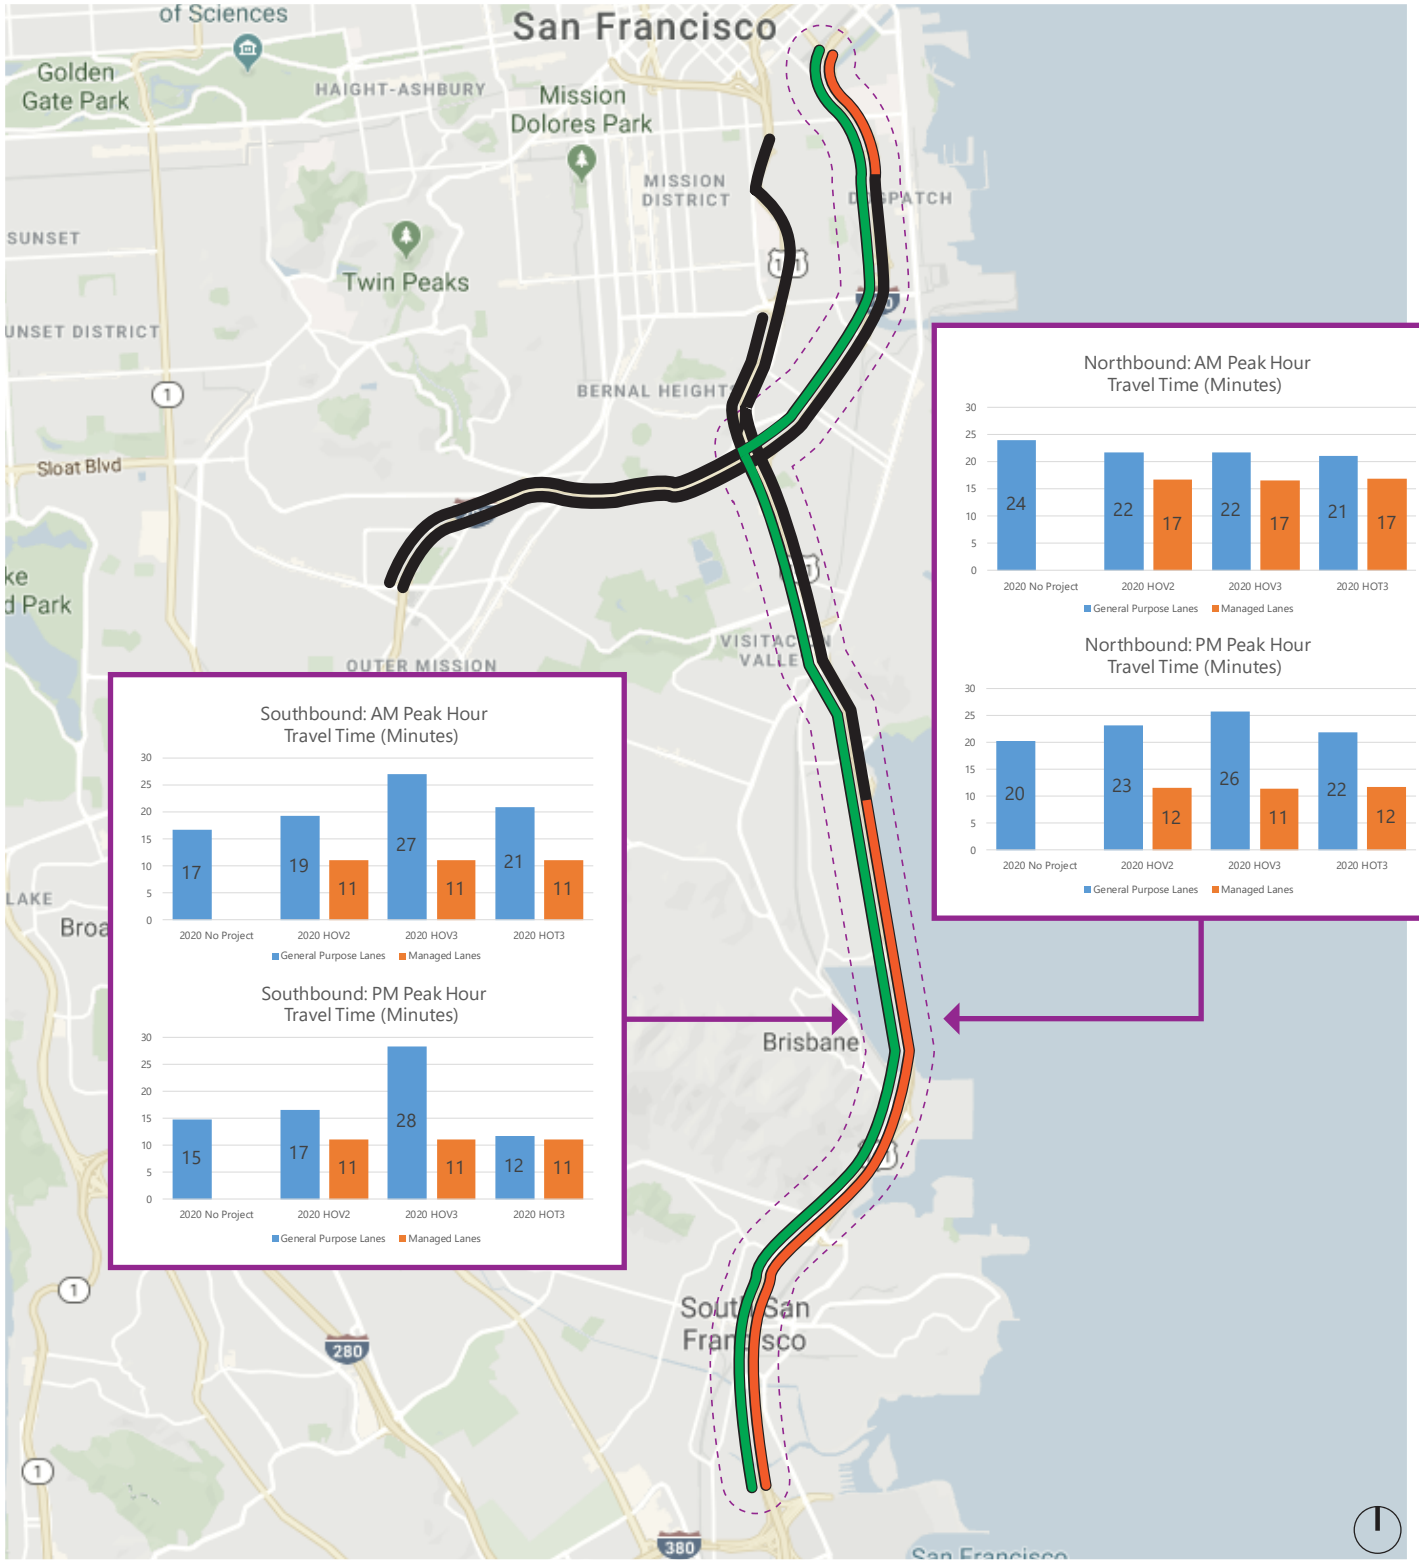 of Sciences
San Francisco
Golden
Gate Park
HAIGHT-ASHBURY
Mission
Dolores Park
MISSION
DISTRICT
SUNSET
Twin Peaks
UNSET DISTRICT
1
BERNAL HEIGHT
Sloat Blvd
ke
d Park
VISITAC N
VALLE
OUTER MISSION
Northbound: AM Peak Hour
Travel Time (Minutes)
30
25
20
15
10
5
0
24
22
17
22
17
21
17
2020 No Project
2020 HOV2
2020 HOV3
2020 HOT3
General Purpose Lanes
Managed Lanes
Northbound: PM Peak Hour
Travel Time (Minutes)
30
25
20
15
10
5
0
20
23
12
26
11
22
12
2020 No Project
2020 HOV2
2020 HOV3
2020 HOT3
General Purpose Lanes
Managed Lanes
Southbound: AM Peak Hour
Travel Time (Minutes)
30
25
20
15
10
5
0
17
19
11
27
11
21
11
2020 No Project
2020 HOV2
2020 HOV3
2020 HOT3
General Purpose Lanes
Managed Lanes
LAKE
Broa
Southbound: PM Peak Hour
Travel Time (Minutes)
30
25
20
15
10
5
0
15
17
11
28
11
12
11
2020 No Project
2020 HOV2
2020 HOV3
2020 HOT3
General Purpose Lanes
Managed Lanes
Brisbane
1
South San
Francisco
280
1
380
San Francisco